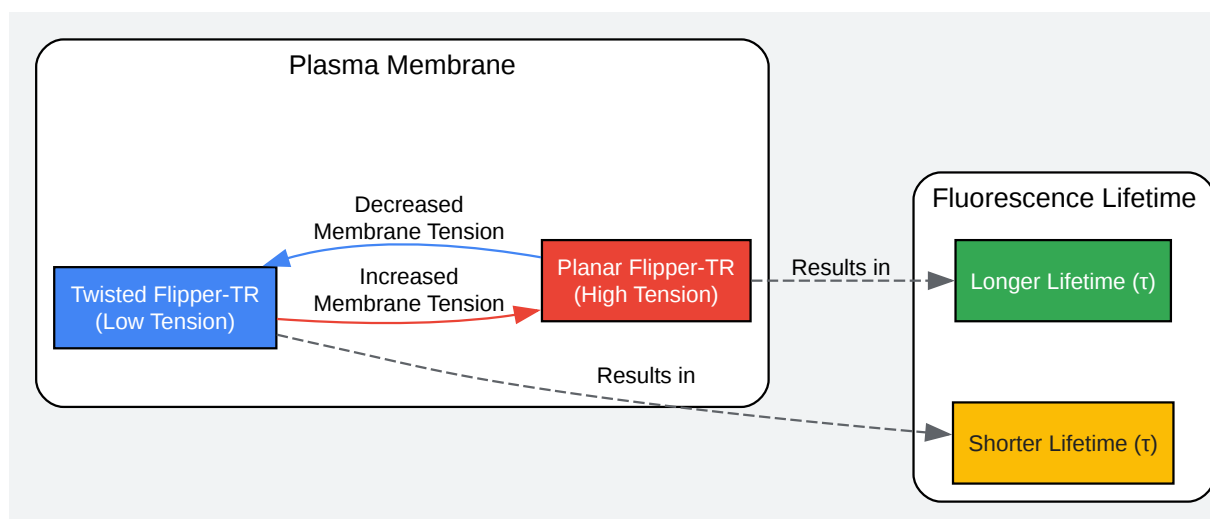 Plasma Membrane
Decreased
Membrane Tension
Increased
Membrane Tension
Twisted Flipper-TR
(Low Tension)
Planar Flipper-TR
(High Tension)
Results in
Results in
Fluorescence Lifetime
Longer Lifetime (τ)
Shorter Lifetime (τ)